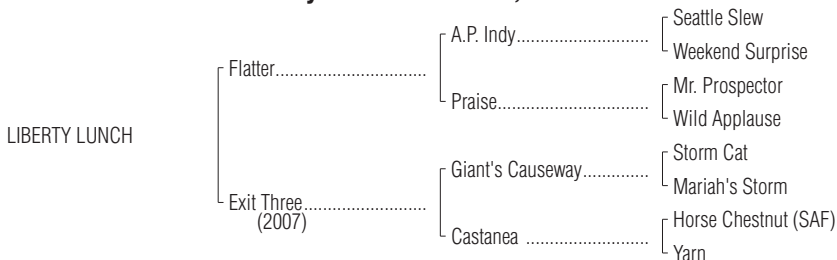 Seattle Slew
A.P. Indy
Weekend Surprise
Flatter
Mr. Prospector
Praise
Wild Applause
LIBERTY LUNCH
Storm Cat
Giant's Causeway
Mariah's Storm
Exit Three
(2007)
Horse Chestnut (SAF)
Castanea
Yarn